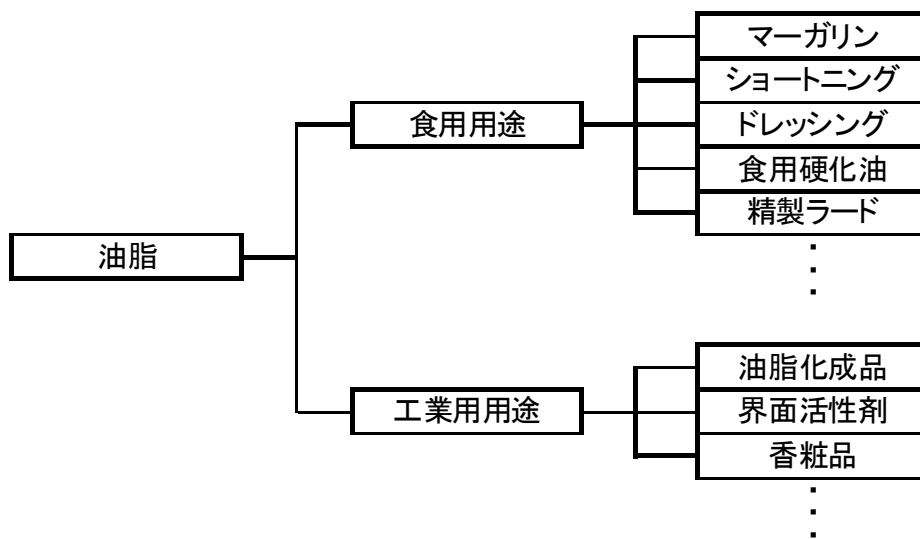 マーガリン
ショートニング
食用用途
ドレッシング
食用硬化油
精製ラード
油脂
・
・
・
油脂化成品
工業用用途
界面活性剤
香粧品
・
・
・